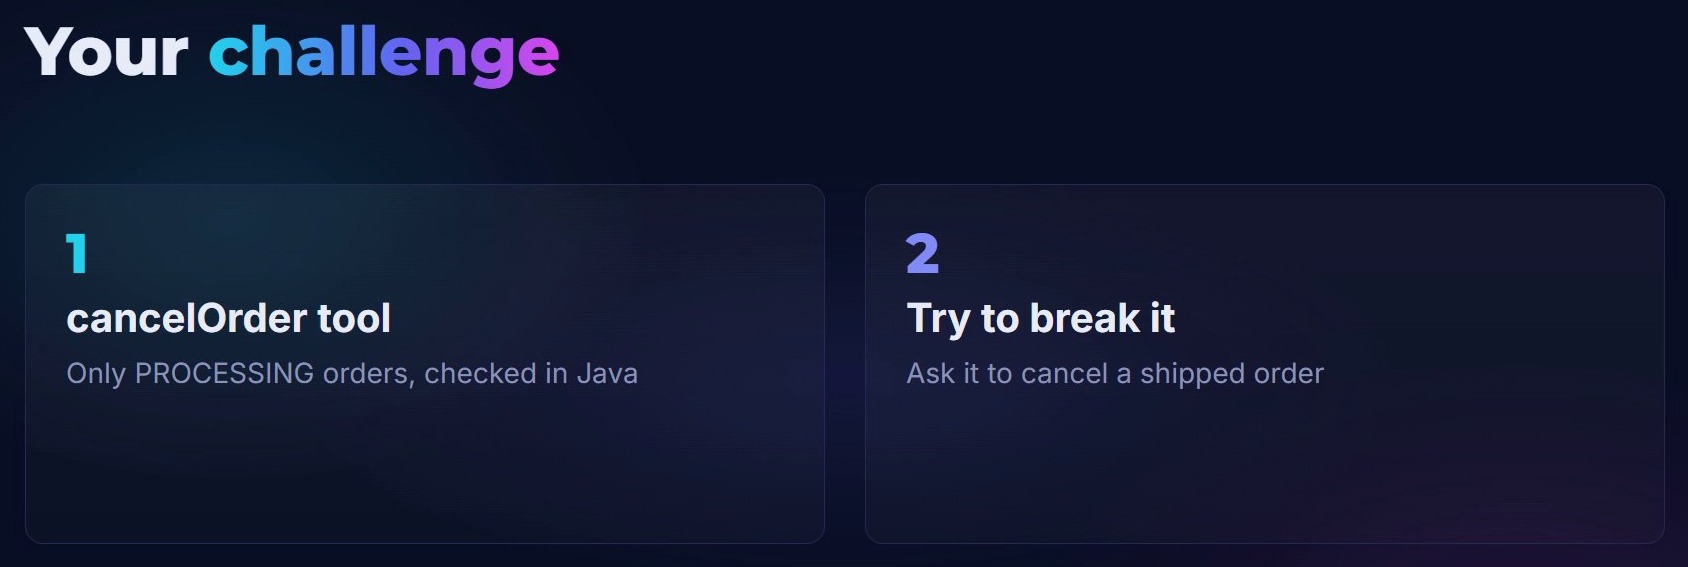 Your challenge
1
cancelOrder tool
Only PROCESSING orders, checked in Java
2
Try to break it
Ask it to cancel a shipped order